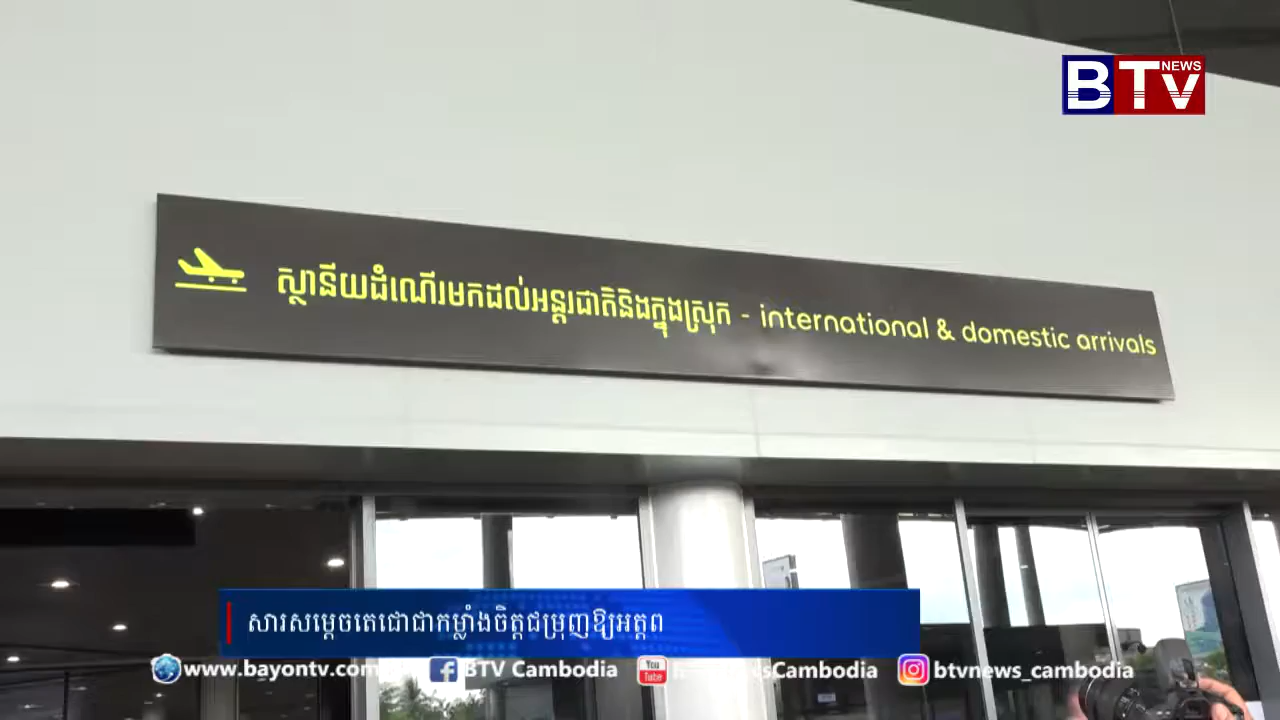 BTV NEWS
ស្ថានីយដំណើរមកដល់អន្តរជាតិនិងក្នុងស្រុក - international & domestic arrivals
សារសម្តេចតេជោជាកម្លាំងចិត្តជម្រុញឱ្យអត្តព
www.bayontv.com BTV Cambodia YouTube btvnews_cambodia